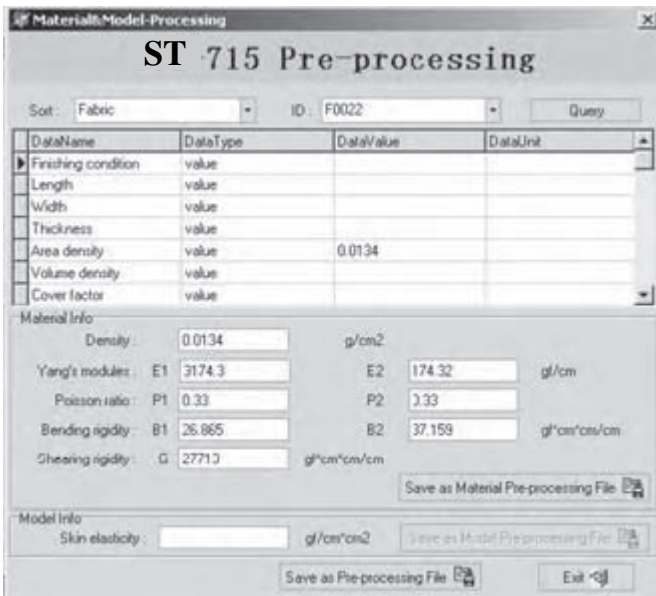 Material&Model-Processing
ST 715 Pre-processing
Sort : Fabric ID : F0022 Query
DataName DataType DataValue DataUnit
Finishing condition value
Length value
Width value
Thickness value
Area density value 0.0134
Volume density value
Cover factor value
Material Info
Density : 0.0134 g/cm2
Yang's modules : E1 3174.3 E2 174.32 gf/cm
Poisson ratio : P1 0.33 P2 0.33
Bending rigidity : B1 26.865 B2 37.159 gf*cm*cm/cm
Shearing rigidity : G 27713 gf*cm*cm/cm
Save as Material Pre-processing File
Model Info
Skin elasticity : gf/cm*cm2 Save as Model Pre-processing File
Save as Pre-processing File Exit